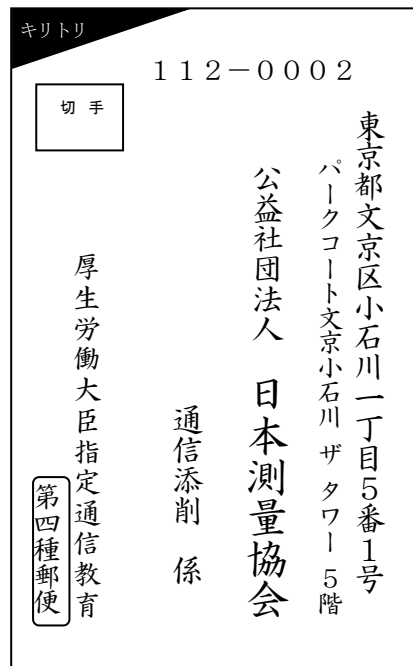 キリトリ
112-0002
切 手
東京都文京区小石川一丁目5番1号
パークコート文京小石川 ザ タワー 5階
公益社団法人 日本測量協会
通信添削 係
厚生労働大臣指定通信教育
第四種郵便